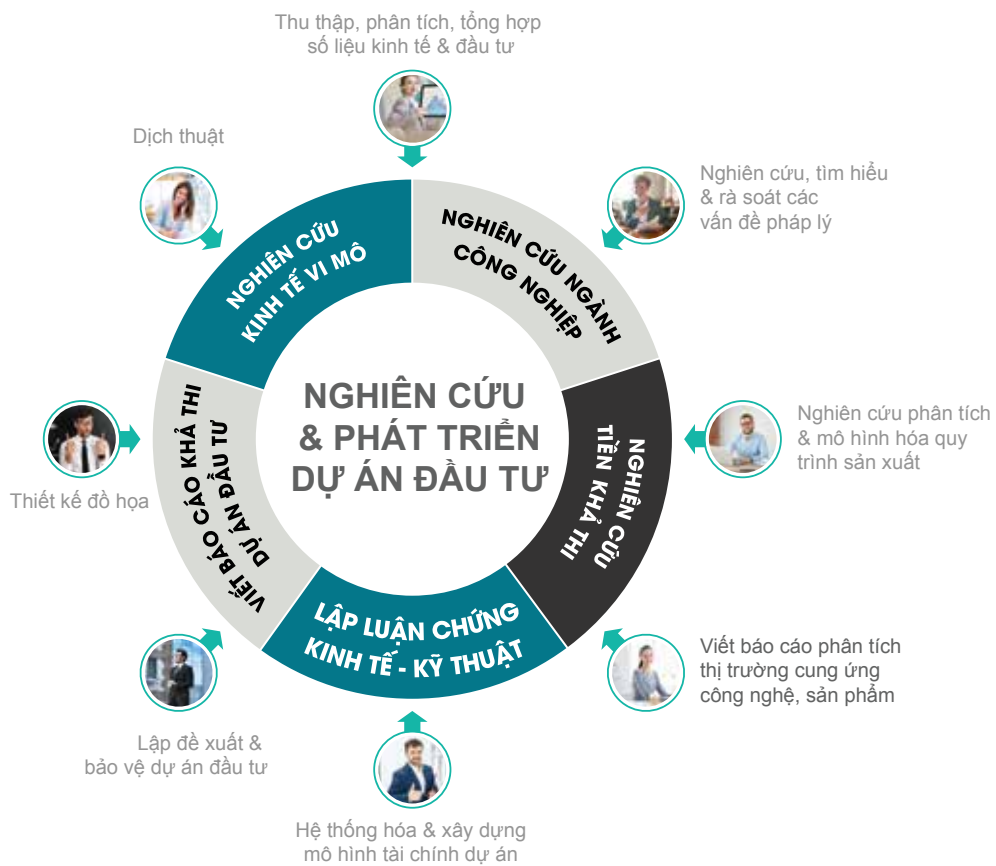 Thu thập, phân tích, tổng hợp
số liệu kinh tế & đầu tư
Dịch thuật
Nghiên cứu, tìm hiểu
& rà soát các
vấn đề pháp lý
NGHIÊN CỨU
KINH TẾ VI MÔ
NGHIÊN CỨU NGÀNH
CÔNG NGHIỆP
NGHIÊN CỨU
& PHÁT TRIỂN
DỰ ÁN ĐẦU TƯ
VIẾT BÁO CÁO KHẢ THI
DỰ ÁN ĐẦU TƯ
NGHIÊN CỨU
TIỀN KHẢ THI
Nghiên cứu phân tích
& mô hình hóa quy
trình sản xuất
Thiết kế đồ họa
LẬP LUẬN CHỨNG
KINH TẾ - KỸ THUẬT
Viết báo cáo phân tích
thị trường cung ứng
công nghệ, sản phẩm
Lập đề xuất &
bảo vệ dự án đầu tư
Hệ thống hóa & xây dựng
mô hình tài chính dự án